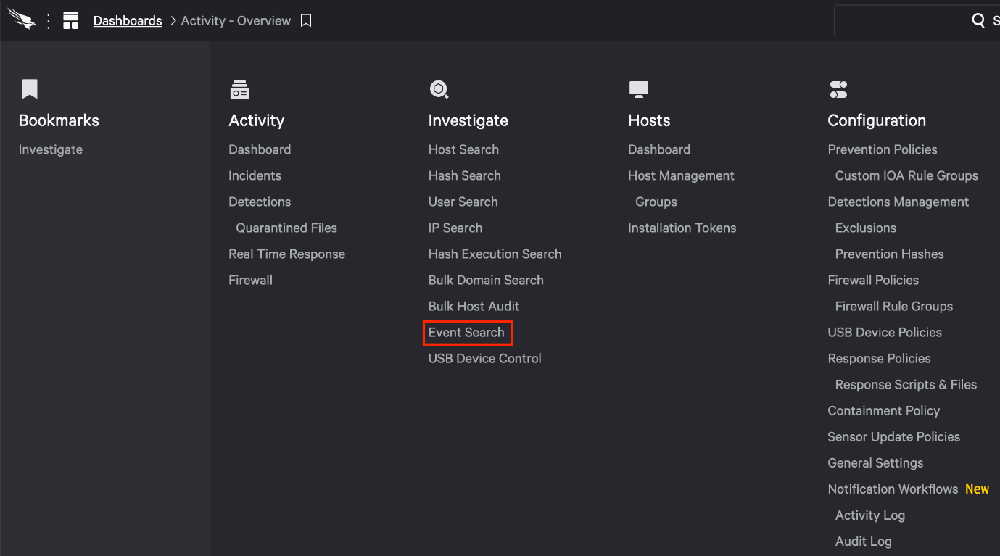 Dashboards > Activity - Overview
Bookmarks
Investigate
Activity
Dashboard
Incidents
Detections
Quarantined Files
Real Time Response
Firewall
Investigate
Host Search
Hash Search
User Search
IP Search
Hash Execution Search
Bulk Domain Search
Bulk Host Audit
Event Search
USB Device Control
Hosts
Dashboard
Host Management
Groups
Installation Tokens
Configuration
Prevention Policies
Custom IOA Rule Groups
Detections Management
Exclusions
Prevention Hashes
Firewall Policies
Firewall Rule Groups
USB Device Policies
Response Policies
Response Scripts & Files
Containment Policy
Sensor Update Policies
General Settings
Notification Workflows New
Activity Log
Audit Log